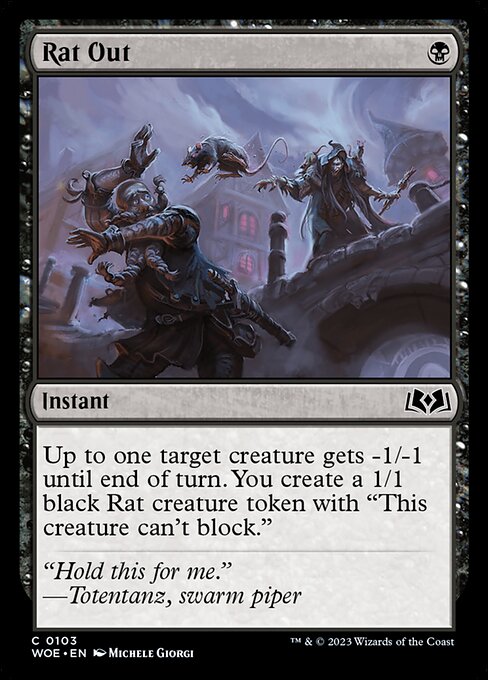 Rat Out
Instant
Up to one target creature gets -1/-1
until end of turn. You create a 1/1
black Rat creature token with “This
creature can’t block.”
“Hold this for me.”
—Totentanz, swarm piper
C 0103
WOE • EN Michele Giorgi
™ & © 2023 Wizards of the Coast